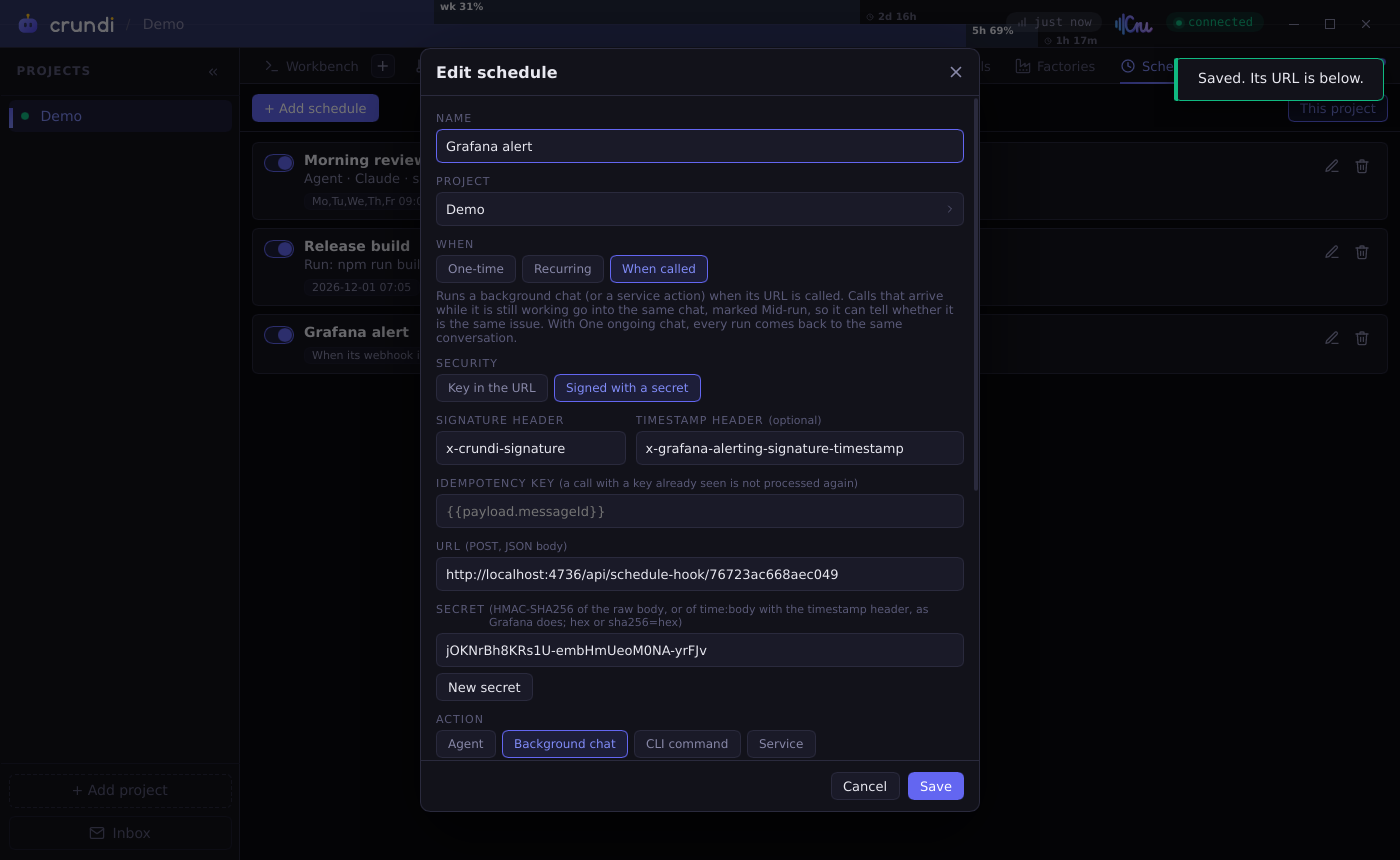 wk 31%
2d 16h
5h 69%
1h 17m
crundi / Demo
just now
Cru
connected
PROJECTS «
Workbench +
Factories
Sche
Saved. Its URL is below.
Demo
+ Add schedule
This project
Morning review
Agent · Claude · s
Mo,Tu,We,Th,Fr 09:0
Release build
Run: npm run buil
2026-12-01 07:05
Grafana alert
When its webhook i
+ Add project
Inbox
Edit schedule
NAME
Grafana alert
PROJECT
Demo
WHEN
One-time Recurring When called
Runs a background chat (or a service action) when its URL is called. Calls that arrive
while it is still working go into the same chat, marked Mid-run, so it can tell whether it
is the same issue. With One ongoing chat, every run comes back to the same
conversation.
SECURITY
Key in the URL Signed with a secret
SIGNATURE HEADER TIMESTAMP HEADER (optional)
x-crundi-signature x-grafana-alerting-signature-timestamp
IDEMPOTENCY KEY (a call with a key already seen is not processed again)
{{payload.messageId}}
URL (POST, JSON body)
http://localhost:4736/api/schedule-hook/76723ac668aec049
SECRET (HMAC-SHA256 of the raw body, or of time:body with the timestamp header, as
Grafana does; hex or sha256=hex)
jOKNrBh8KRs1U-embHmUeoM0NA-yrFJv
New secret
ACTION
Agent Background chat CLI command Service
Cancel Save